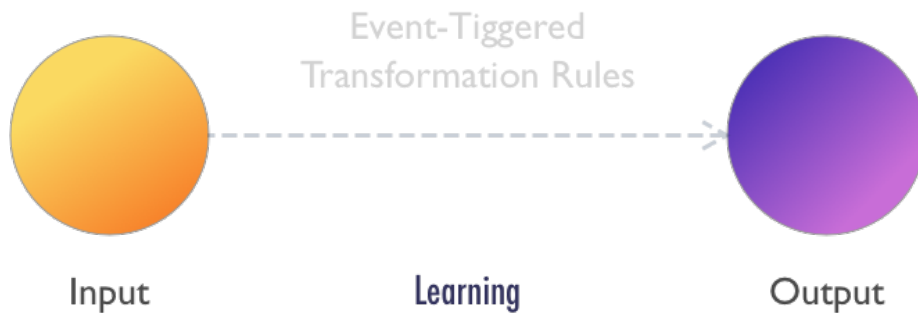 Event-Tiggered
Transformation Rules
Input
Learning
Output